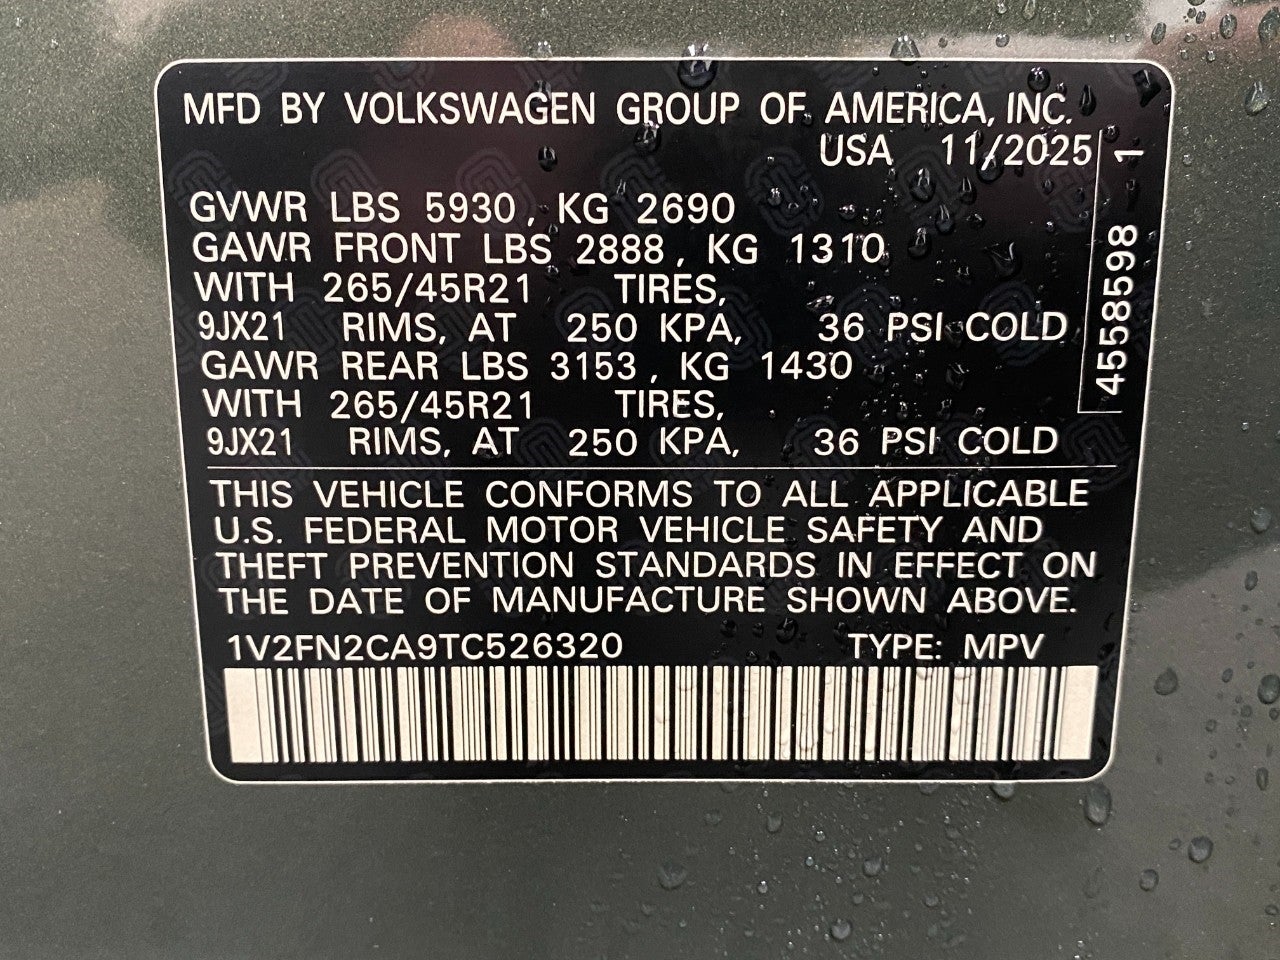 MFD BY VOLKSWAGEN GROUP OF AMERICA, INC.
USA 11/2025
GVWR LBS 5930, KG 2690
GAWR FRONT LBS 2888, KG 1310
WITH 265/45R21 TIRES,
9JX21 RIMS, AT 250 KPA, 36 PSI COLD
GAWR REAR LBS 3153, KG 1430
WITH 265/45R21 TIRES,
9JX21 RIMS, AT 250 KPA, 36 PSI COLD
THIS VEHICLE CONFORMS TO ALL APPLICABLE
U.S. FEDERAL MOTOR VEHICLE SAFETY AND
THEFT PREVENTION STANDARDS IN EFFECT ON
THE DATE OF MANUFACTURE SHOWN ABOVE.
1V2FN2CA9TC526320 TYPE: MPV
4558598 1